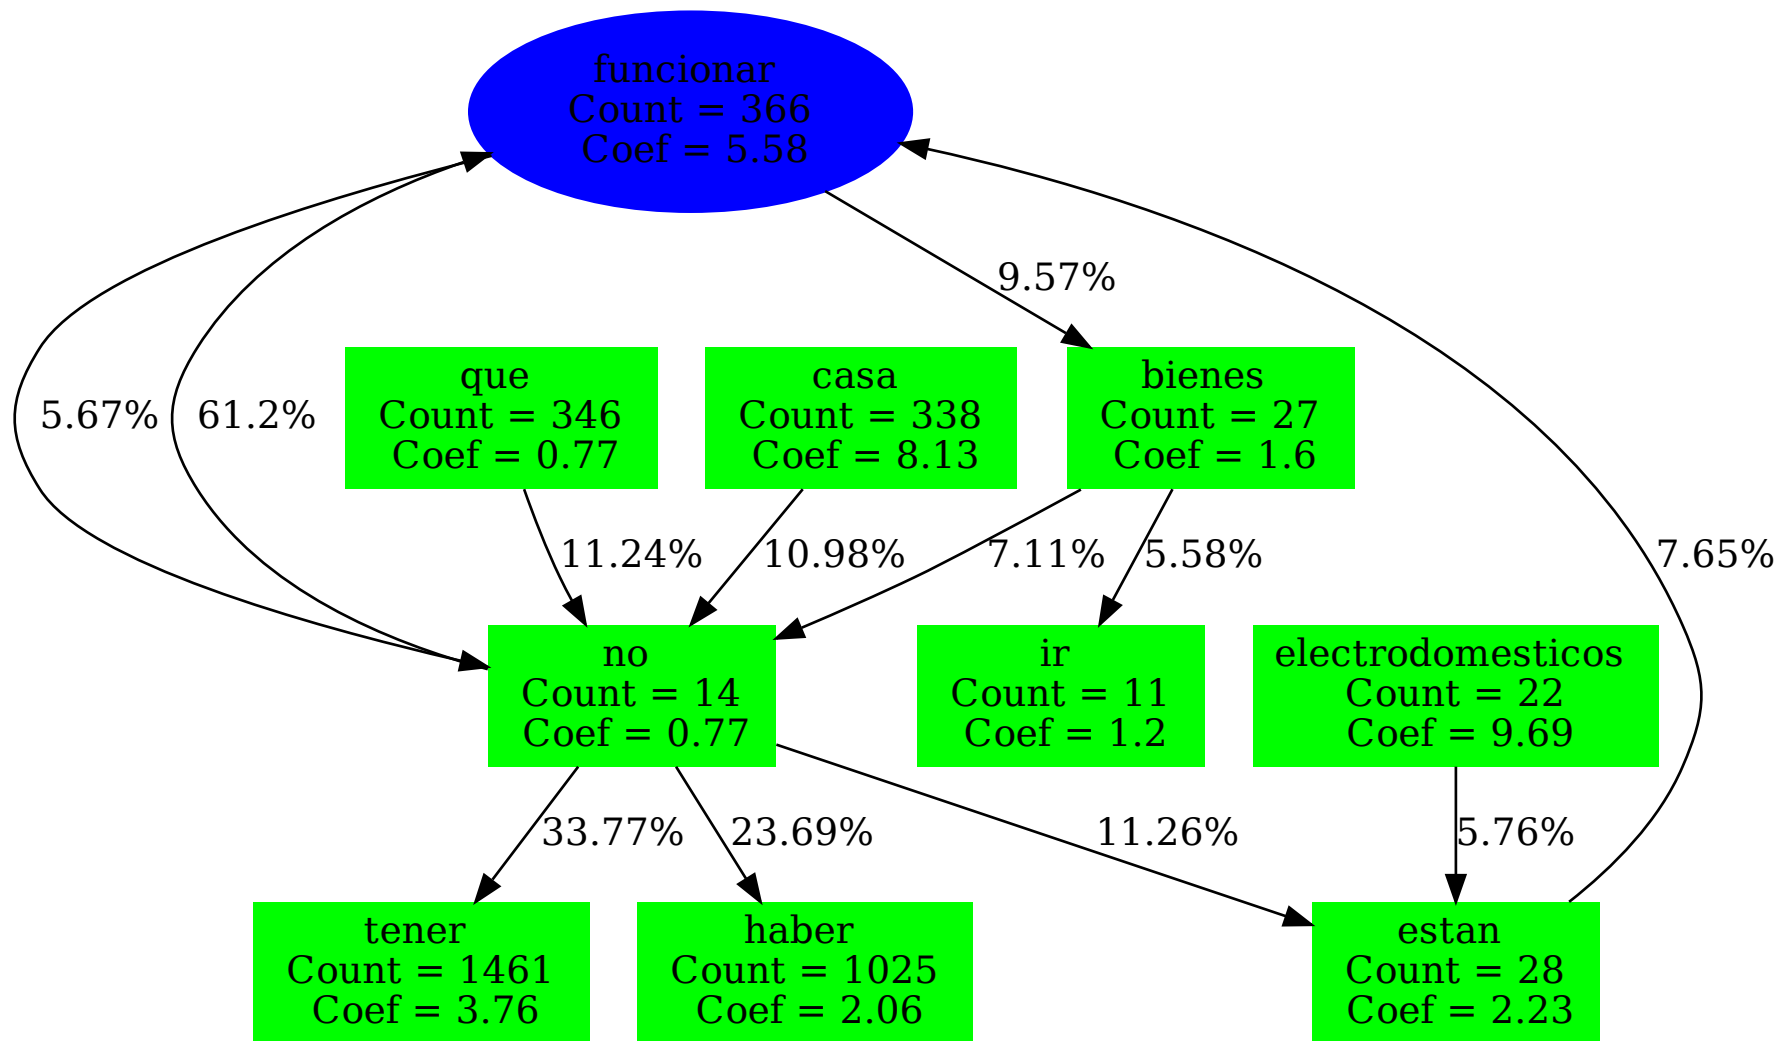 funcionar
Count = 366
Coef = 5.58
9.57%
que
Count = 346
Coef = 0.77
casa
Count = 338
Coef = 8.13
bienes
Count = 27
Coef = 1.6
5.67%
61.2%
11.24%
10.98%
7.11%
5.58%
7.65%
no
Count = 14
Coef = 0.77
ir
Count = 11
Coef = 1.2
electrodomesticos
Count = 22
Coef = 9.69
33.77%
23.69%
11.26%
5.76%
tener
Count = 1461
Coef = 3.76
haber
Count = 1025
Coef = 2.06
estan
Count = 28
Coef = 2.23